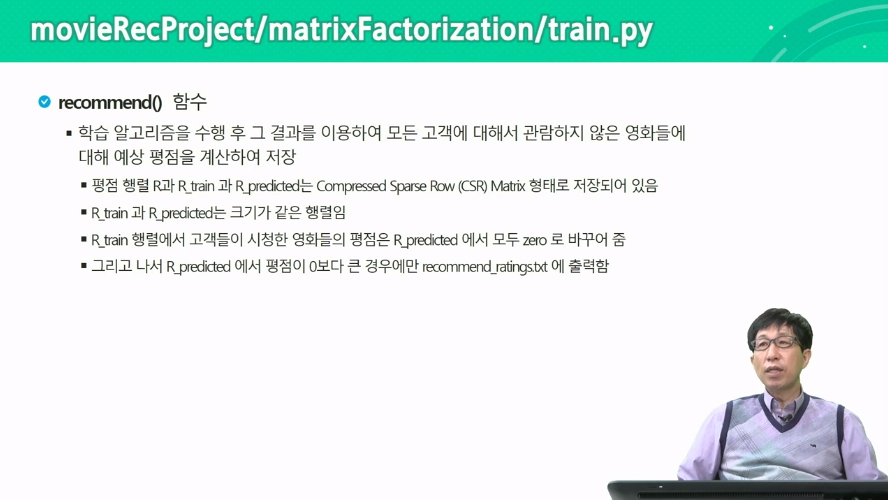 movieRecProject/matrixFactorization/train.py
recommend() 함수
▪ 학습 알고리즘을 수행 후 그 결과를 이용하여 모든 고객에 대해서 관람하지 않은 영화들에
대해 예상 평점을 계산하여 저장
▪ 평점 행렬 R과 R_train 과 R_predicted는 Compressed Sparse Row (CSR) Matrix 형태로 저장되어 있음
▪ R_train 과 R_predicted는 크기가 같은 행렬임
▪ R_train 행렬에서 고객들이 시청한 영화들의 평점은 R_predicted 에서 모두 zero 로 바꾸어 줌
▪ 그리고 나서 R_predicted 에서 평점이 0보다 큰 경우에만 recommend_ratings.txt 에 출력함